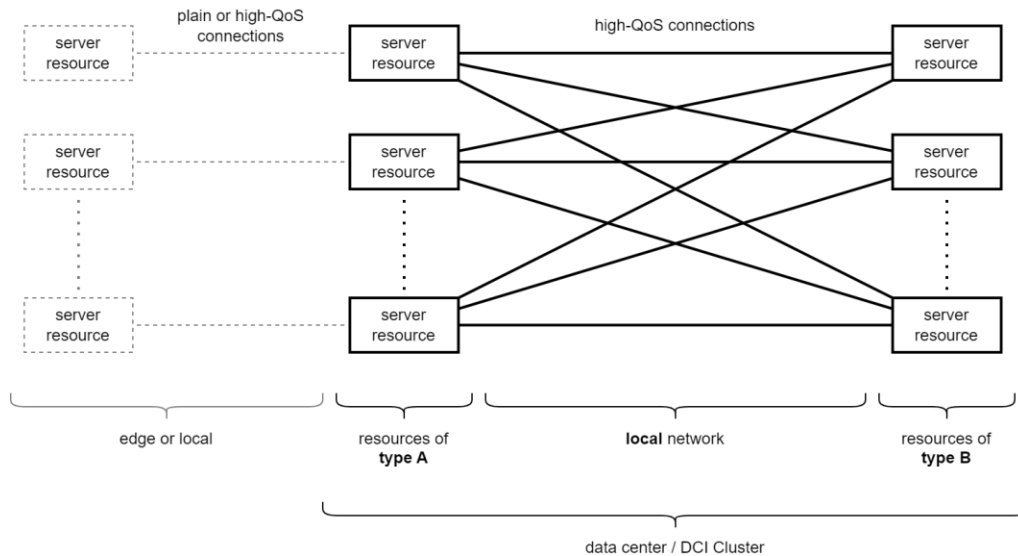 plain or high-QoS
connections
high-QoS connections
server
resource
server
resource
server
resource
server
resource
server
resource
server
resource
server
resource
server
resource
server
resource
edge or local
resources of
type A
local network
resources of
type B
data center / DCI Cluster